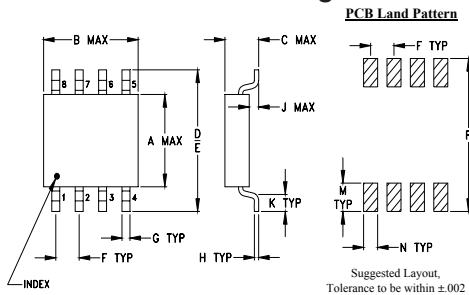 PCB Land Pattern
B MAX
C MAX
F TYP
8 7 6 5
J MAX
A MAX
D
E
1 2 3 4
K TYP
M
TYP
G TYP
F TYP
H TYP
N TYP
INDEX
Suggested Layout,
Tolerance to be within ±.002